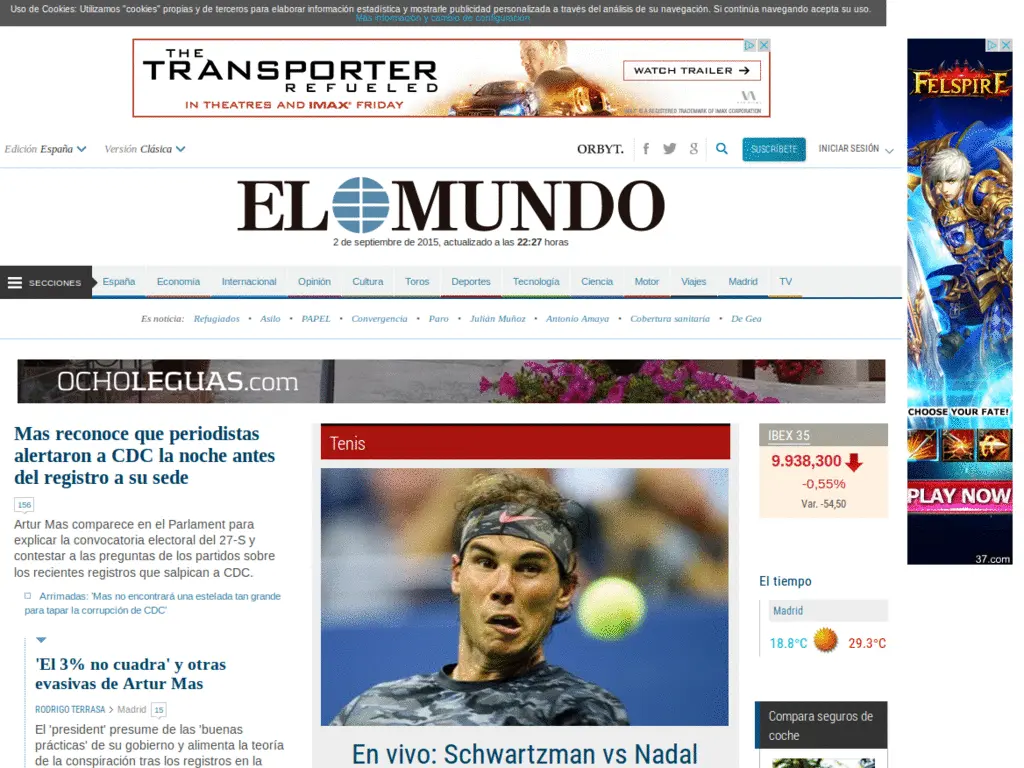 Uso de Cookies: Utilizamos "cookies" propias y de terceros para elaborar información estadística y mostrarle publicidad personalizada a través del análisis de su navegación. Si continúa navegando acepta su uso.
Más información y cambio de configuración
THE
TRANSPORTER
REFUELED
IN THEATRES AND IMAX® FRIDAY
WATCH TRAILER →
IMAX® IS A REGISTERED TRADEMARK OF IMAX CORPORATION
Edición España
Versión Clásica
ORBYT.
SUSCRÍBETE
INICIAR SESIÓN
EL MUNDO
2 de septiembre de 2015, actualizado a las 22:27 horas
SECCIONES
España Economía Internacional Opinión Cultura Toros Deportes Tecnología Ciencia Motor Viajes Madrid TV
Es noticia: Refugiados • Asilo • PAPEL • Convergencia • Paro • Julián Muñoz • Antonio Amaya • Cobertura sanitaria • De Gea
OCHOLEGUAS.com
Mas reconoce que periodistas
alertaron a CDC la noche antes
del registro a su sede
156
Artur Mas comparece en el Parlament para
explicar la convocatoria electoral del 27-S y
contestar a las preguntas de los partidos sobre
los recientes registros que salpican a CDC.
Arrimadas: 'Mas no encontrará una estelada tan grande
para tapar la corrupción de CDC'
'El 3% no cuadra' y otras
evasivas de Artur Mas
RODRIGO TERRASA > Madrid 15
El 'president' presume de las 'buenas
prácticas' de su gobierno y alimenta la teoría
de la conspiración tras los registros en la
Tenis
En vivo: Schwartzman vs Nadal
IBEX 35
9.938,300
-0,55%
Var. -54,50
El tiempo
Madrid
18.8°C 29.3°C
Compara seguros de
coche
FELSPIRE
CHOOSE YOUR FATE!
PLAY NOW
37.com